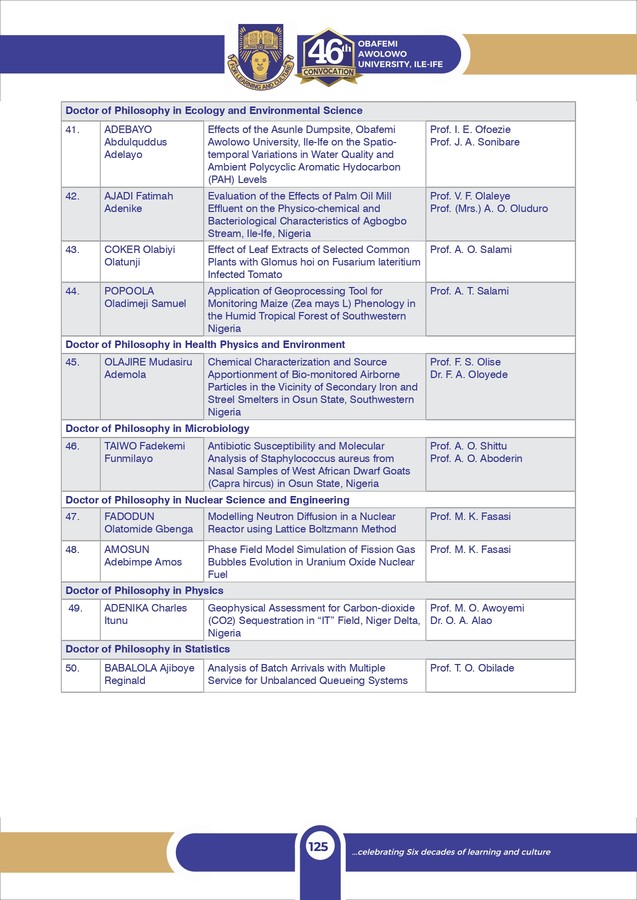 FOR LEARNING AND CULTURE
46th
CONVOCATION
OBAFEMI
AWOLOWO
UNIVERSITY, ILE-IFE
Doctor of Philosophy in Ecology and Environmental Science
41. ADEBAYO Effects of the Asunle Dumpsite, Obafemi Prof. I. E. Ofoezie
Abdulquddus Awolowo University, Ile-Ife on the Spatio- Prof. J. A. Sonibare
Adelayo temporal Variations in Water Quality and
Ambient Polycyclic Aromatic Hydocarbon
(PAH) Levels
42. AJADI Fatimah Evaluation of the Effects of Palm Oil Mill Prof. V. F. Olaleye
Adenike Effluent on the Physico-chemical and Prof. (Mrs.) A. O. Oluduro
Bacteriological Characteristics of Agbogbo
Stream, Ile-Ife, Nigeria
43. COKER Olabiyi Effect of Leaf Extracts of Selected Common Prof. A. O. Salami
Olatunji Plants with Glomus hoi on Fusarium lateritium
Infected Tomato
44. POPOOLA Application of Geoprocessing Tool for Prof. A. T. Salami
Oladimeji Samuel Monitoring Maize (Zea mays L) Phenology in
the Humid Tropical Forest of Southwestern
Nigeria
Doctor of Philosophy in Health Physics and Environment
45. OLAJIRE Mudasiru Chemical Characterization and Source Prof. F. S. Olise
Ademola Apportionment of Bio-monitored Airborne Dr. F. A. Oloyede
Particles in the Vicinity of Secondary Iron and
Streel Smelters in Osun State, Southwestern
Nigeria
Doctor of Philosophy in Microbiology
46. TAIWO Fadekemi Antibiotic Susceptibility and Molecular Prof. A. O. Shittu
Funmilayo Analysis of Staphylococcus aureus from Prof. A. O. Aboderin
Nasal Samples of West African Dwarf Goats
(Capra hircus) in Osun State, Nigeria
Doctor of Philosophy in Nuclear Science and Engineering
47. FADODUN Modelling Neutron Diffusion in a Nuclear Prof. M. K. Fasasi
Olatomide Gbenga Reactor using Lattice Boltzmann Method
48. AMOSUN Phase Field Model Simulation of Fission Gas Prof. M. K. Fasasi
Adebimpe Amos Bubbles Evolution in Uranium Oxide Nuclear
Fuel
Doctor of Philosophy in Physics
49. ADENIKA Charles Geophysical Assessment for Carbon-dioxide Prof. M. O. Awoyemi
Itunu (CO2) Sequestration in “IT” Field, Niger Delta, Dr. O. A. Alao
Nigeria
Doctor of Philosophy in Statistics
50. BABALOLA Ajiboye Analysis of Batch Arrivals with Multiple Prof. T. O. Obilade
Reginald Service for Unbalanced Queueing Systems
125
...celebrating Six decades of learning and culture